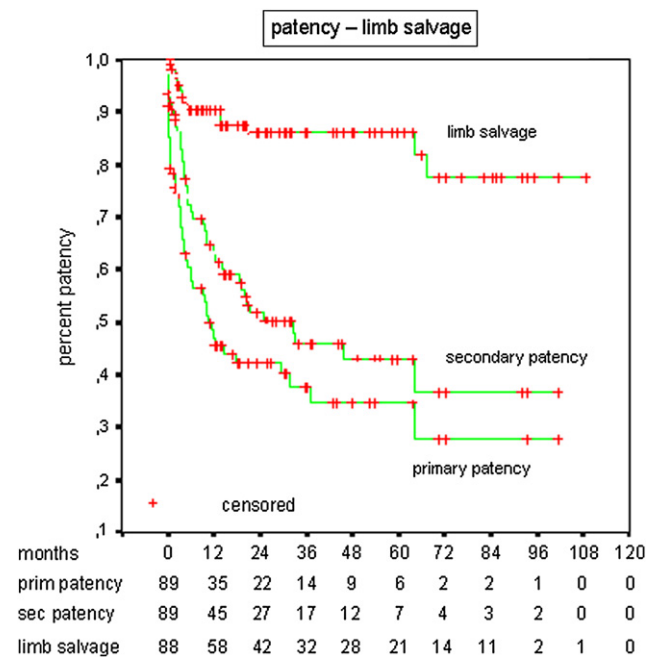 patency – limb salvage
1,0
,9
,8
,7
,6
,5
,4
,3
,2
,1
percent patency
limb salvage
secondary patency
primary patency
censored
months 0 12 24 36 48 60 72 84 96 108 120
prim patency 89 35 22 14 9 6 2 2 1 0 0
sec patency 89 45 27 17 12 7 4 3 2 0 0
limb salvage 88 58 42 32 28 21 14 11 2 1 0